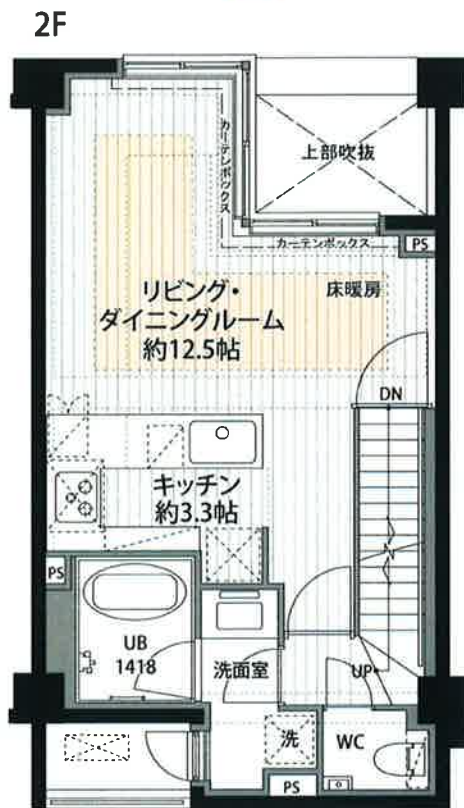 2F
上部吹抜
カーテンボックス
カーテンボックス
PS
リビング・
ダイニングルーム
約12.5帖
床暖房
DN
キッチン
約3.3帖
PS
UB
1418
洗面室
UP
洗
WC
PS